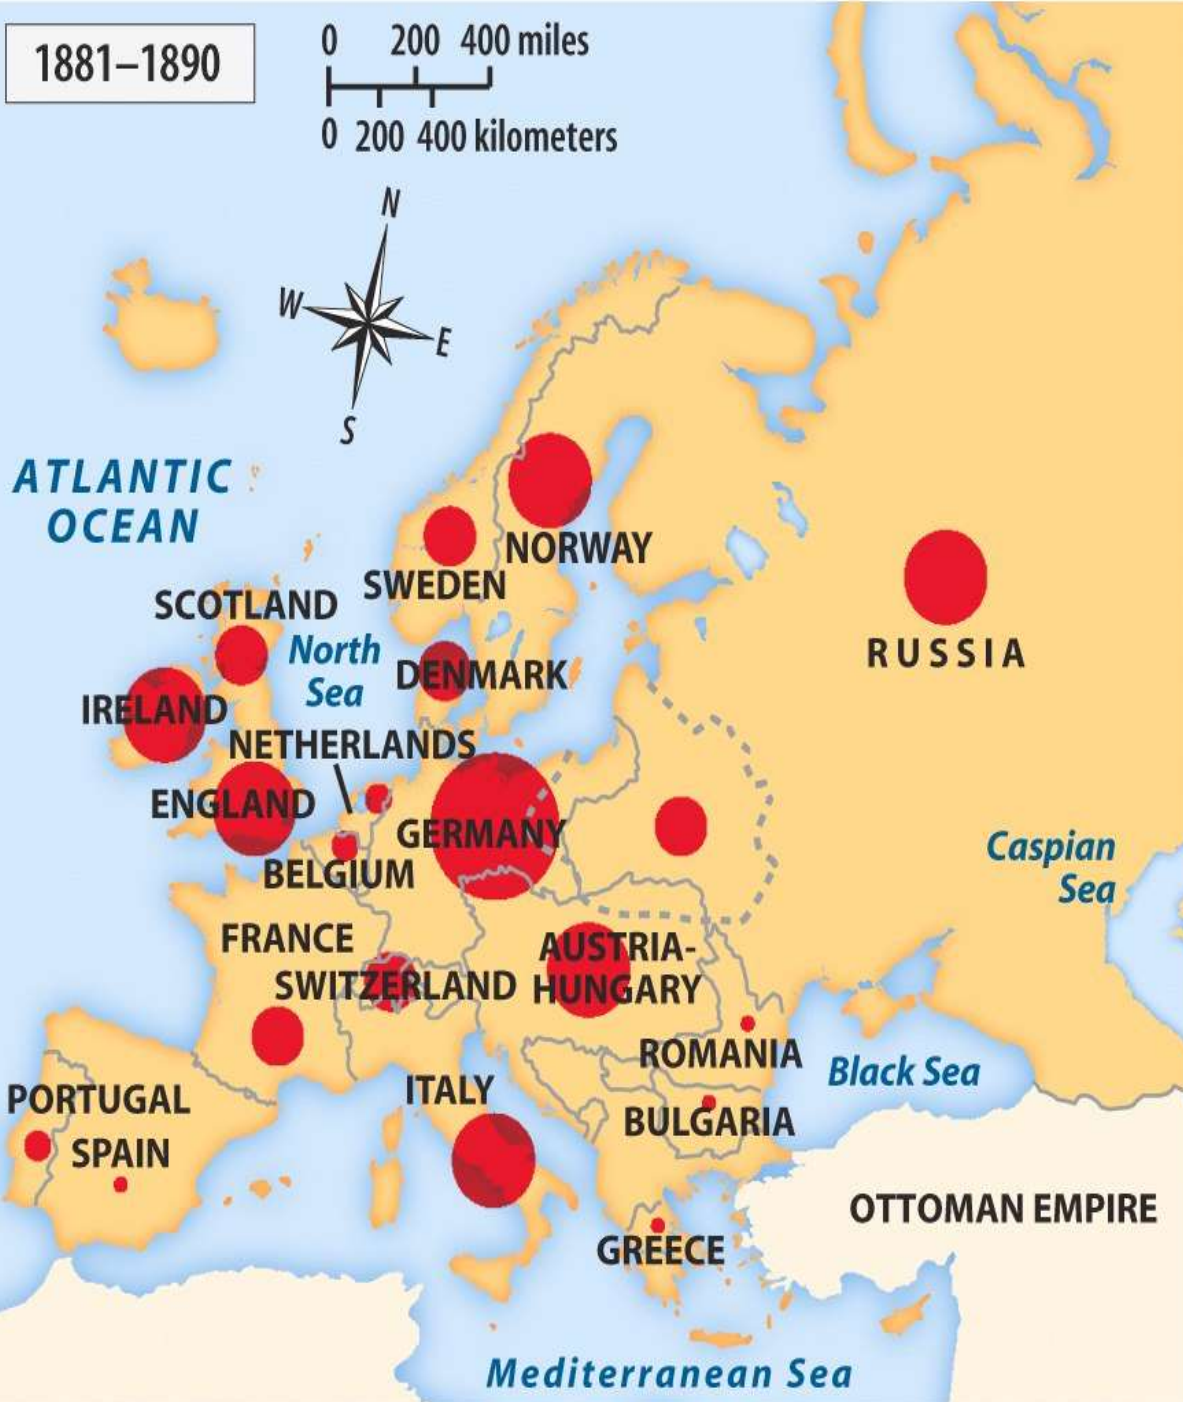 1881–1890
0 200 400 miles
0 200 400 kilometers
N
W
E
S
ATLANTIC
OCEAN
NORWAY
SWEDEN
SCOTLAND
North
Sea
DENMARK
RUSSIA
IRELAND
NETHERLANDS
ENGLAND
GERMANY
BELGIUM
Caspian
Sea
FRANCE
SWITZERLAND
AUSTRIA-
HUNGARY
ROMANIA
Black Sea
ITALY
PORTUGAL
BULGARIA
SPAIN
OTTOMAN EMPIRE
GREECE
Mediterranean Sea